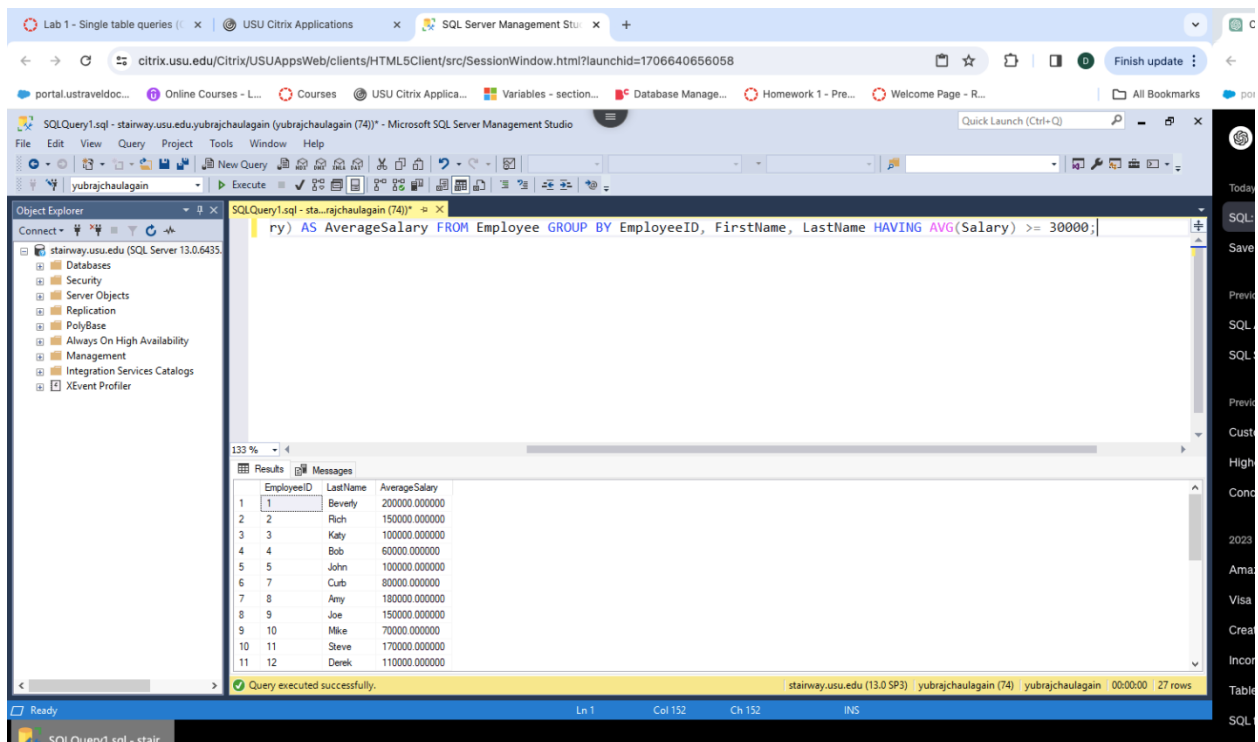 Lab 1 - Single table queries ((
USU Citrix Applications
SQL Server Management Stu
citrix.usu.edu/Citrix/USUAppsWeb/clients/HTML5Client/src/SessionWindow.html?launchid=1706640656058
D
Finish update
portal.ustraveldoc...
Online Courses - L...
Courses
USU Citrix Applica...
Variables - section...
Database Manage...
Homework 1 - Pre...
Welcome Page - R...
All Bookmarks
SQLQuery1.sql - stairway.usu.edu.yubrajchaulagain (yubrajchaulagain (74))* - Microsoft SQL Server Management Studio
Quick Launch (Ctrl+Q)
File Edit View Query Project Tools Window Help
New Query
yubrajchaulagain
Execute
Today
Object Explorer
SQLQuery1.sql - sta...rajchaulagain (74))*
SQL:
Connect
ry) AS AverageSalary FROM Employee GROUP BY EmployeeID, FirstName, LastName HAVING AVG(Salary) >= 30000;
stairway.usu.edu (SQL Server 13.0.6435.
Save
Databases
Security
Server Objects
Replication
PolyBase
Always On High Availability
Management
Integration Services Catalogs
XEvent Profiler
Previo
SQL
SQL
Previo
Custo
133 %
Results Messages
Highe
EmployeeID LastName AverageSalary
1 1 Beverly 200000.000000
2 2 Rich 150000.000000
3 3 Katy 100000.000000
4 4 Bob 60000.000000
5 5 John 100000.000000
6 7 Curb 80000.000000
7 8 Amy 180000.000000
8 9 Joe 150000.000000
9 10 Mike 70000.000000
10 11 Steve 170000.000000
11 12 Derek 110000.000000
Conc
2023
Ama
Visa
Creat
Incor
Query executed successfully.
stairway.usu.edu (13.0 SP3) yubrajchaulagain (74) yubrajchaulagain 00:00:00 27 rows
Table
Ready
Ln 1
Col 152
Ch 152
INS
SQL
SQLQuery1.sql - stair